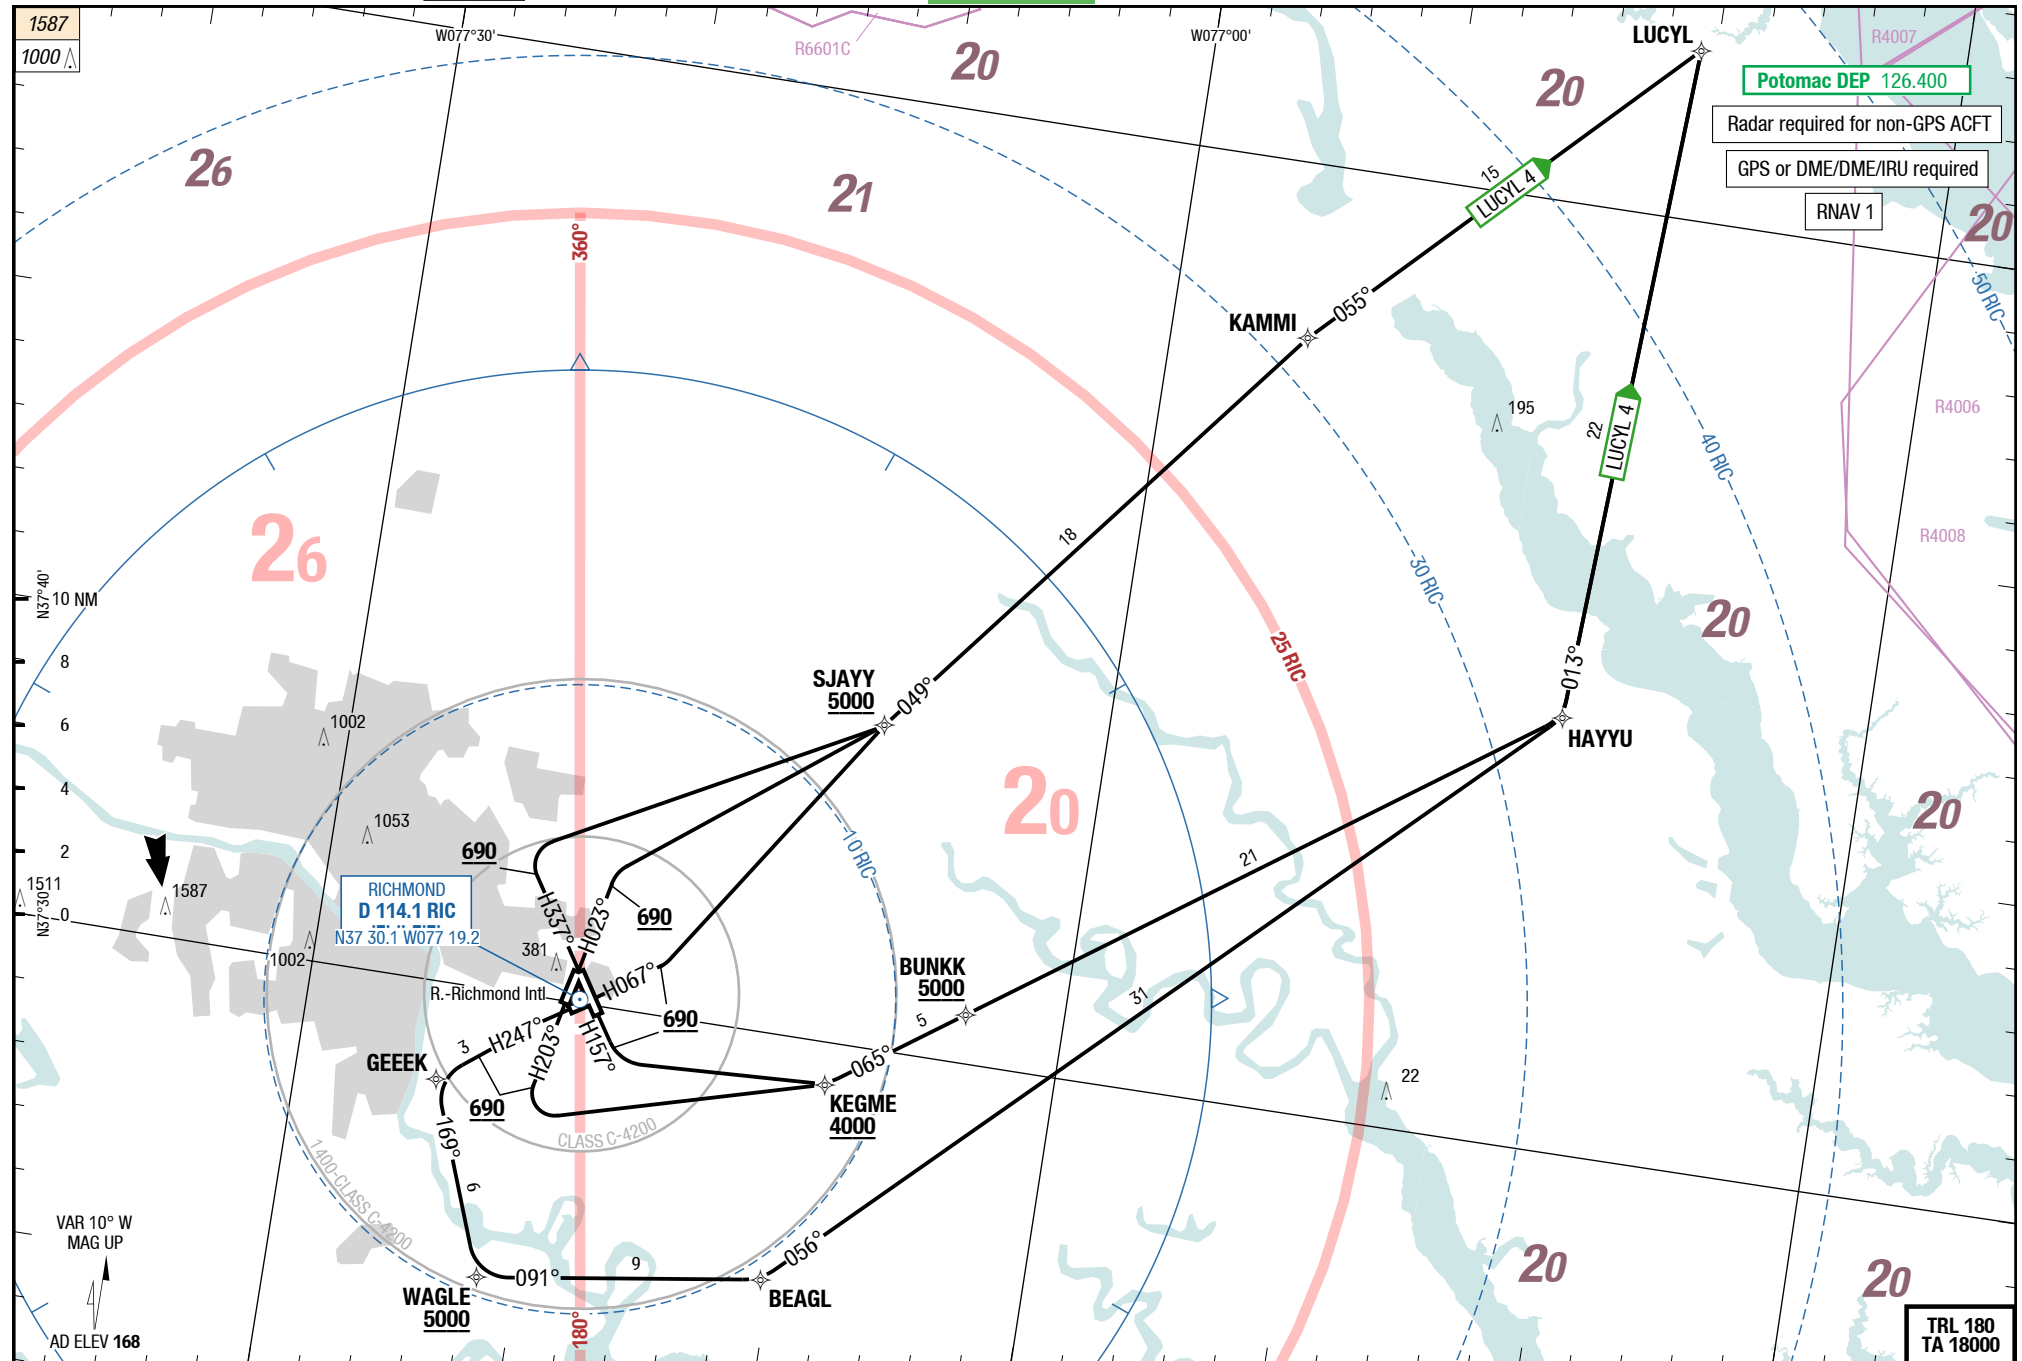 1587
1000
W077°30'
R6601C
20
W077°00'
LUCYL
R4007
Potomac DEP 126.400
Radar required for non-GPS ACFT
GPS or DME/DME/IRU required
RNAV 1
20
26
21
15
LUCYL 4
20
360°
50 RIC
KAMMI
055°
195
R4006
22
LUCYL 4
40 RIC
26
18
R4008
N37°40'
10 NM
30 RIC
8
6
4
2
0
20
25 RIC
013°
SJAYY
5000
049°
HAYYU
1002
1053
20
20
690
10 RIC
21
1511
1587
N37°30'
RICHMOND
D 114.1 RIC
N37 30.1 W077 19.2
H337°
H023°
690
381
1002
R.-Richmond Intl
H067°
690
BUNKK
5000
31
5
3
H247°
H203°
H157°
GEEEK
690
065°
KEGME
4000
22
CLASS C-4200
169°
1400-CLASS C-4200
6
VAR 10° W
MAG UP
AD ELEV 168
WAGLE
5000
091°
9
056°
BEAGL
180°
20
20
TRL 180
TA 18000